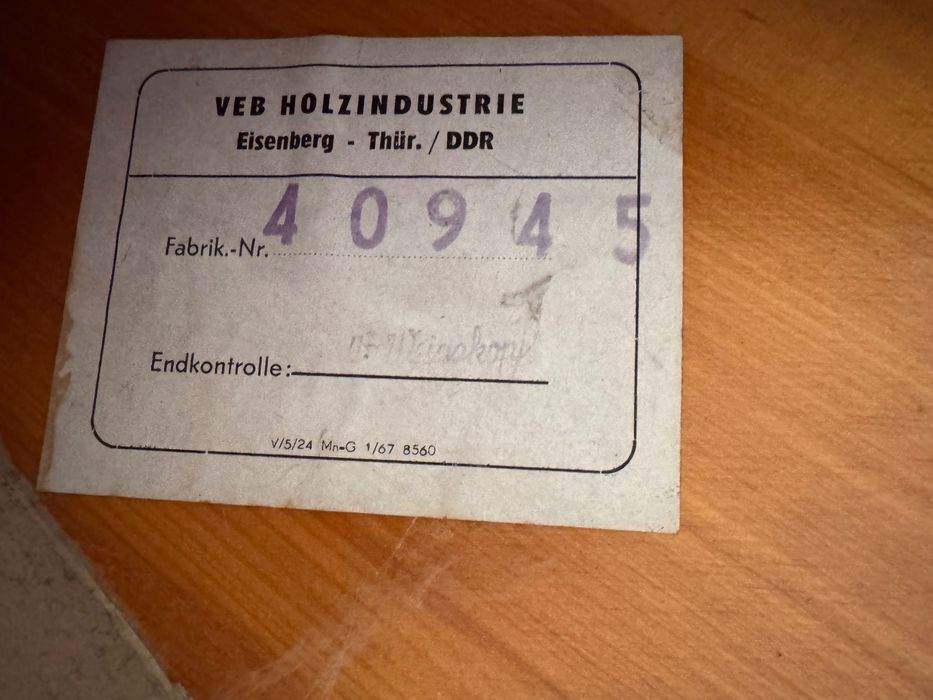 VEB HOLZINDUSTRIE
Eisenberg - Thür. / DDR
Fabrik.-Nr. 40945
Endkontrolle:
V/5/24 Mn-G 1/67 8560